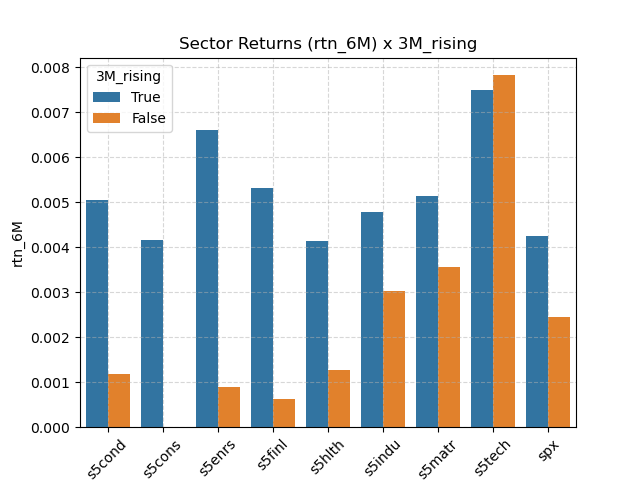 Sector Returns (rtn_6M) x 3M_rising
3M_rising
True
False
rtn_6M
0.008
0.007
0.006
0.005
0.004
0.003
0.002
0.001
0.000
s5cond
s5cons
s5enrs
s5finl
s5hlth
s5indu
s5matr
s5tech
spx